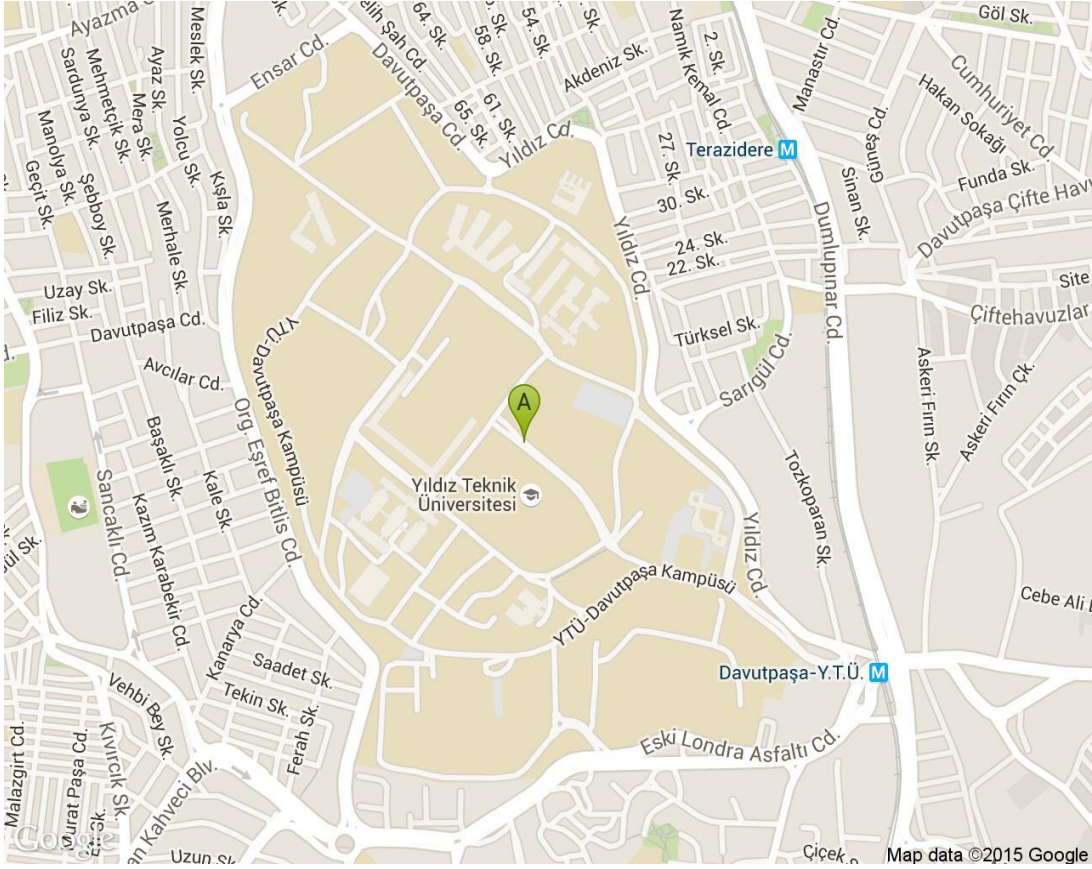 Ayazma C
Ensar Cd.
Meslek Sk.
Ayaz Sk.
Mehmetçik Sk.
Sardunya Sk.
Mera Sk.
Manolya Sk.
Geçit Sk.
Şebboy Sk.
Yolcu Sk.
Merhale Sk.
Kışla Sk.
elih Şah Cd.
64. Sk.
58. Sk.
54. Sk.
Davutpaşa Cd.
61. Sk.
65. Sk.
Akdeniz Sk.
Namık Kemal Cd.
2. Sk.
Yıldız Cd.
27. Sk.
30. Sk.
24. Sk.
22. Sk.
Terazidere M
Manastır Cd.
Göl Sk.
Cumhuriyet Cd.
Hakan Sokağı
Güneş Cd.
Funda Sk.
Sinan Sk.
Davutpaşa Çifte Hav
Dumlupınar Cd.
Site
Çiftehavuzlar
Yıldız Cd.
Türksel Sk.
Sarıgül Cd.
Askeri Fırın Sk.
Askeri Fırın Çk.
Uzay Sk.
Filiz Sk.
Davutpaşa Cd.
Avcılar Cd.
YTÜ-Davutpaşa Kampüsü
Org. Eşref Bitlis Cd.
Başaklı Sk.
Kale Sk.
Sancaklı Cd.
Kazım Karabekir Cd.
ül Sk.
A
Yıldız Teknik
Üniversitesi
Tozkoparan Sk.
Yıldız Cd.
YTÜ-Davutpaşa Kampüsü
Cebe Ali
Davutpaşa-Y.T.Ü. M
Kanarya Cd.
Saadet Sk.
Tekin Sk.
Ferah Sk.
Vehbi Bey Sk.
Kıvırcık Sk
Malazgirt Cd.
Murat Paşa Cd.
an Kahveci Blv.
Eski Londra Asfaltı Cd.
Uzun Sk
Çiçek
Google
Map data ©2015 Google